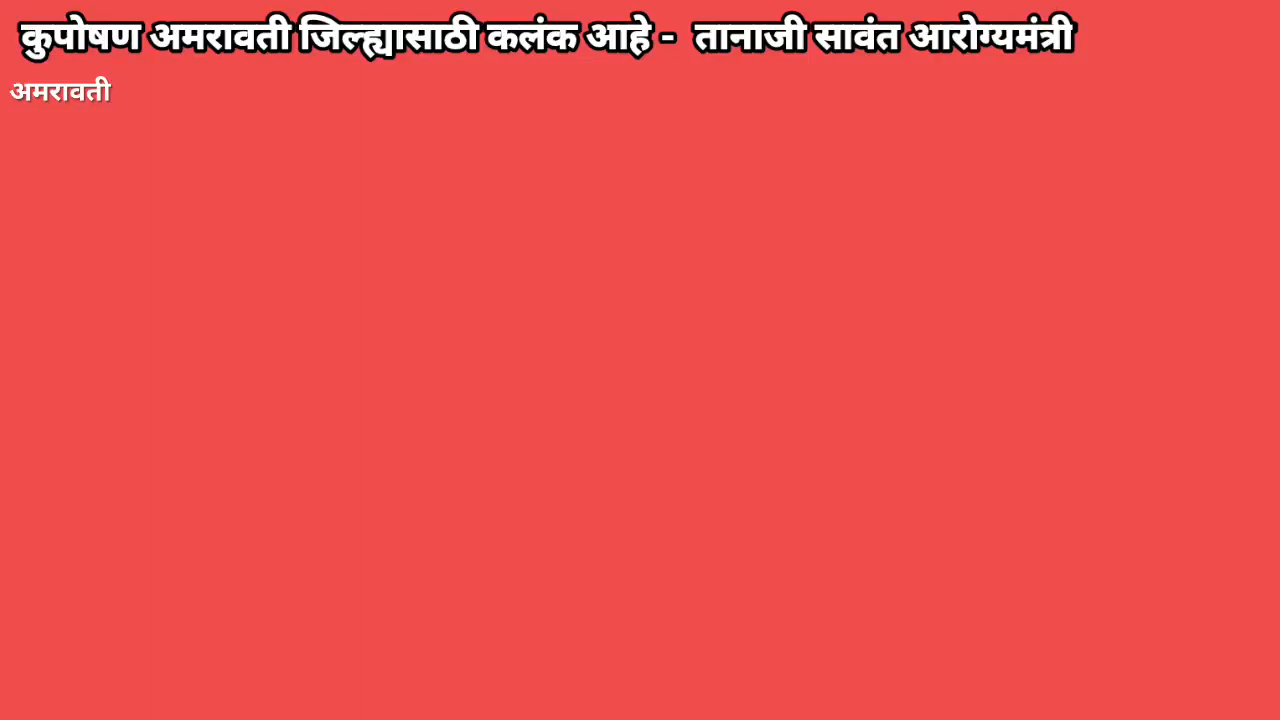 कुपोषण अमरावती जिल्ह्यासाठी कलंक आहे - तानाजी सावंत आरोग्यमंत्री
अमरावती